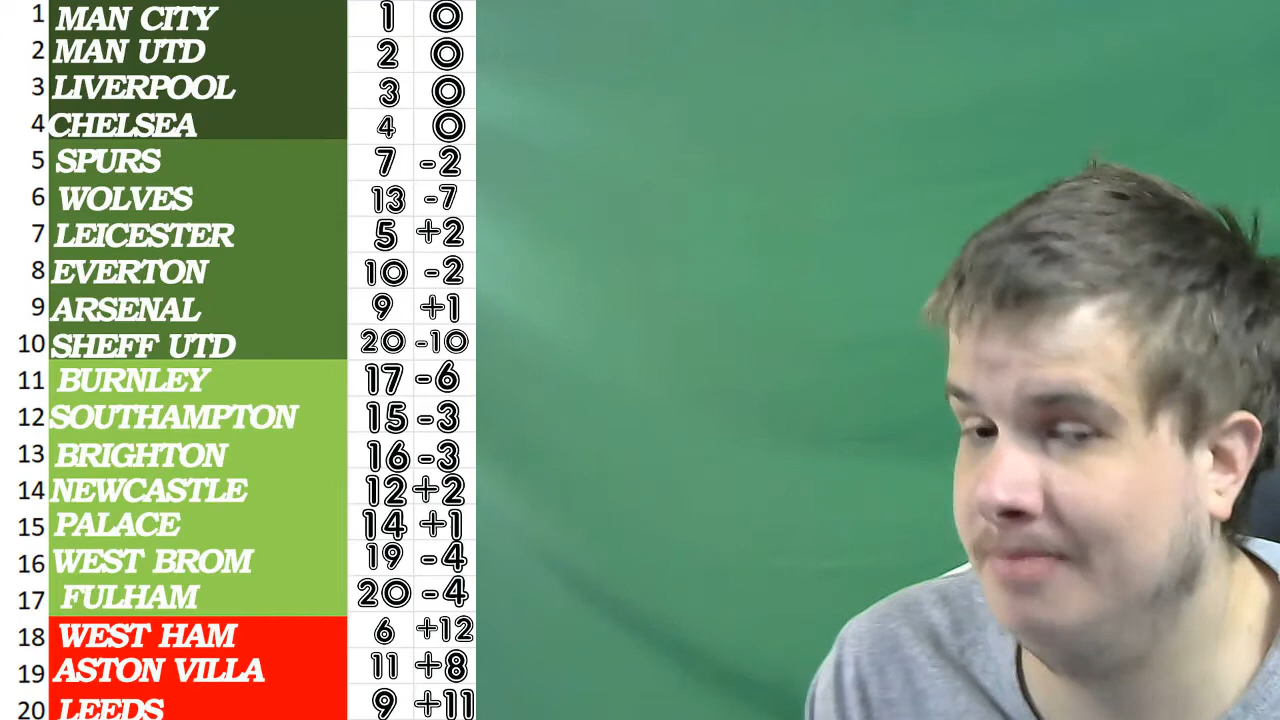 1 MAN CITY 1 0
2 MAN UTD 2 0
3 LIVERPOOL 3 0
4 CHELSEA 4 0
5 SPURS 7 -2
6 WOLVES 13 -7
7 LEICESTER 5 +2
8 EVERTON 10 -2
9 ARSENAL 9 +1
10 SHEFF UTD 20 -10
11 BURNLEY 17 -6
12 SOUTHAMPTON 15 -3
13 BRIGHTON 16 -3
14 NEWCASTLE 12 +2
15 PALACE 14 +1
16 WEST BROM 19 -4
17 FULHAM 20 -4
18 WEST HAM 6 +12
19 ASTON VILLA 11 +8
20 LEEDS 9 +11